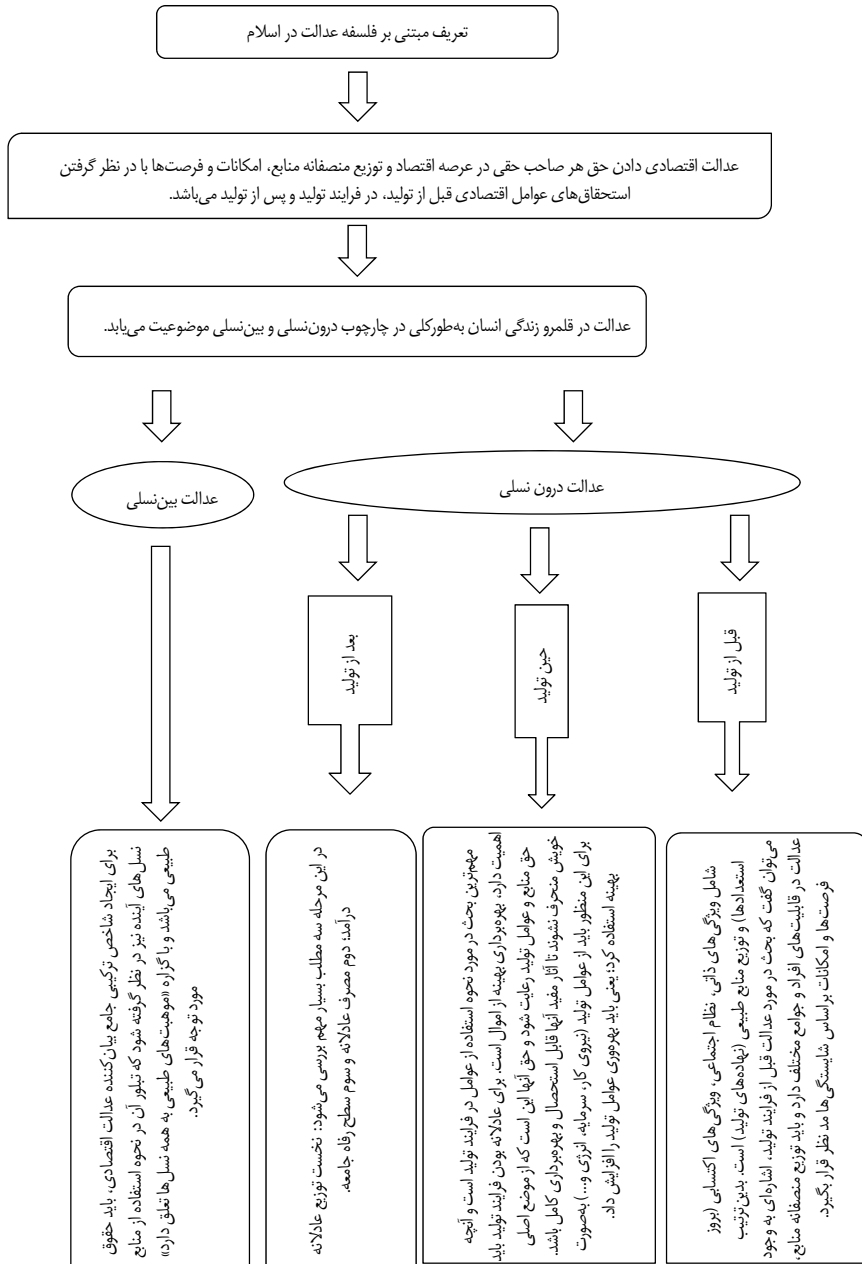 تعریف مبتنی بر فلسفه عدالت در اسلام
عدالت اقتصادی دادن حق هر صاحب حقی در عرصه اقتصاد و توزیع منصفانه منابع، امکانات و فرصت‌ها با در نظر گرفتن
استحقاق‌های عوامل اقتصادی قبل از تولید، در فرایند تولید و پس از تولید می‌باشد.
عدالت در قلمرو زندگی انسان به‌طورکلی در چارچوب درون‌نسلی و بین‌نسلی موضوعیت می‌یابد.
عدالت درون نسلی
عدالت بین‌نسلی
قبل از تولید
حین تولید
بعد از تولید
شامل ویژگی‌های ذاتی، نظام اجتماعی، ویژگی‌های اکتسابی (بروز
استعدادها) و توزیع منابع طبیعی (نهاده‌های تولید) است. بدین‌ترتیب
می‌توان گفت که بحث در مورد عدالت قبل از فرایند تولید، اشاره‌ای به وجود
عدالت در قابلیت‌های افراد و جوامع مختلف دارد و باید توزیع منصفانه منابع،
فرصت‌ها و امکانات براساس شایستگی‌ها مد نظر قرار بگیرد.
مهم‌ترین بحث در مورد نحوه استفاده از عوامل در فرایند تولید است و آنچه
اهمیت دارد، بهره‌برداری بهینه از اموال است. برای عادلانه بودن فرایند تولید باید
حق منابع و عوامل تولید رعایت شود و حق آنها این است که از موضع اصلی
خویش منحرف نشوند تا آثار مفید آنها قابل استحصال و بهره‌برداری کامل باشد.
برای این منظور باید از عوامل تولید (نیروی کار، سرمایه، انرژی و...) به‌صورت
بهینه استفاده کرد؛ یعنی باید بهره‌وری عوامل تولید را افزایش داد.
در این مرحله سه مطلب بسیار مهم بررسی می‌شود: نخست توزیع عادلانه
درآمد؛ دوم مصرف عادلانه و سوم سطح رفاه جامعه.
برای ایجاد شاخص ترکیبی جامع بیان‌کننده عدالت اقتصادی، باید حقوق
نسل‌های آینده نیز در نظر گرفته شود که تبلور آن در نحوه استفاده از منابع
طبیعی می‌باشد و با گزاره «موهبت‌های طبیعی به همه نسل‌ها تعلق دارد»
مورد توجه قرار می‌گیرد.